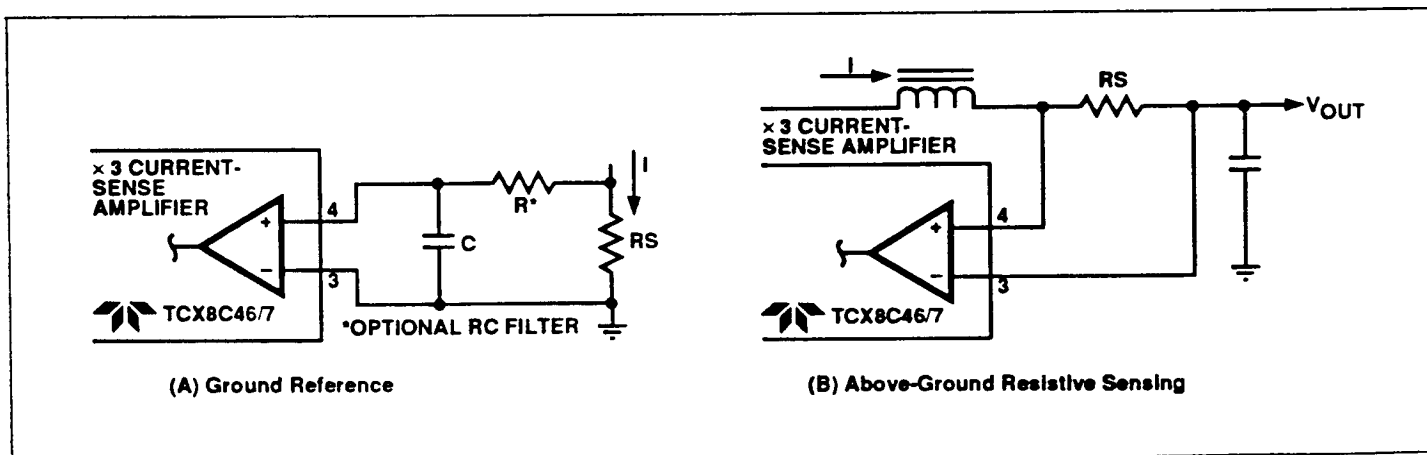 × 3 CURRENT-
SENSE
AMPLIFIER
+
−
4
3
C
R*
I
RS
TCX8C46/7
*OPTIONAL RC FILTER
(A) Ground Reference
I
RS
VOUT
× 3 CURRENT-
SENSE AMPLIFIER
+
−
4
3
TCX8C46/7
(B) Above-Ground Resistive Sensing